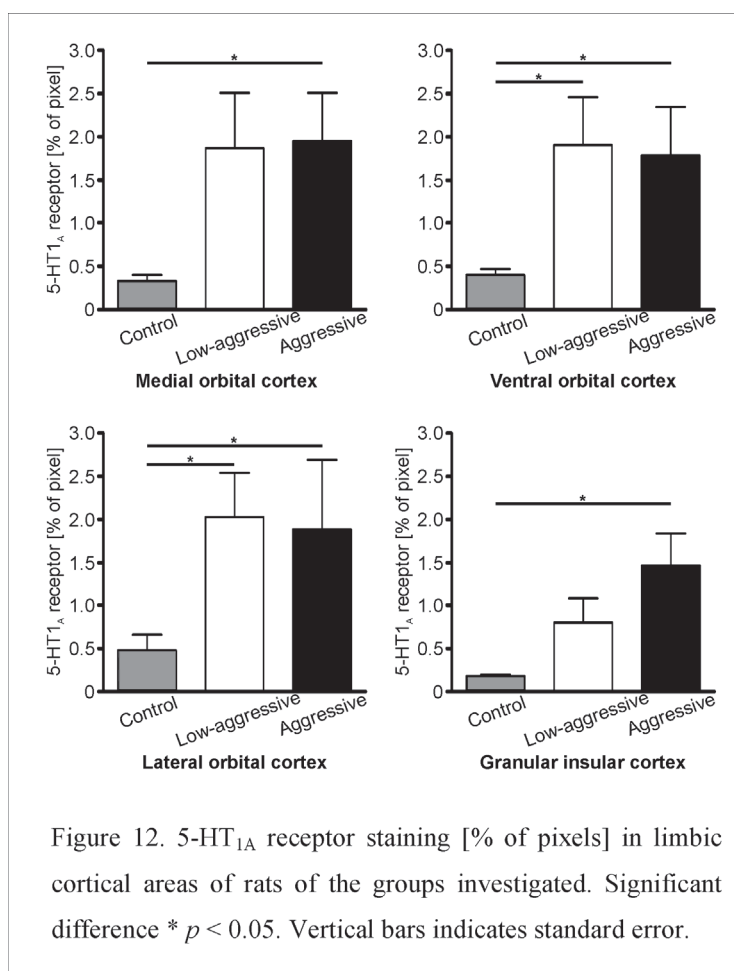 3.0
2.5
2.0
1.5
1.0
0.5
0
5-HT1A receptor [% of pixel]
*
Control
Low-aggressive
Aggressive
Medial orbital cortex
3.0
2.5
2.0
1.5
1.0
0.5
0
5-HT1A receptor [% of pixel]
*
*
Control
Low-aggressive
Aggressive
Ventral orbital cortex
3.0
2.5
2.0
1.5
1.0
0.5
0
5-HT1A receptor [% of pixel]
*
*
Control
Low-aggressive
Aggressive
Lateral orbital cortex
3.0
2.5
2.0
1.5
1.0
0.5
0
5-HT1A receptor [% of pixel]
*
Control
Low-aggressive
Aggressive
Granular insular cortex
Figure 12. 5-HT1A receptor staining [% of pixels] in limbic
cortical areas of rats of the groups investigated. Significant
difference * p < 0.05. Vertical bars indicates standard error.